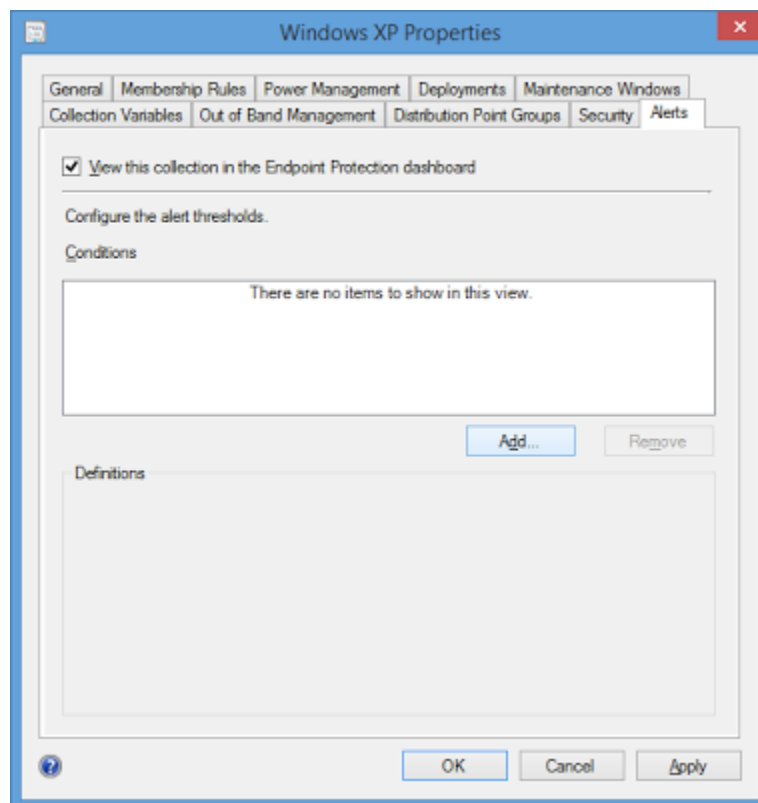 Windows XP Properties
General Membership Rules Power Management Deployments Maintenance Windows
Collection Variables Out of Band Management Distribution Point Groups Security Alerts
View this collection in the Endpoint Protection dashboard
Configure the alert thresholds.
Conditions
There are no items to show in this view.
Add... Remove
Definitions
OK Cancel Apply